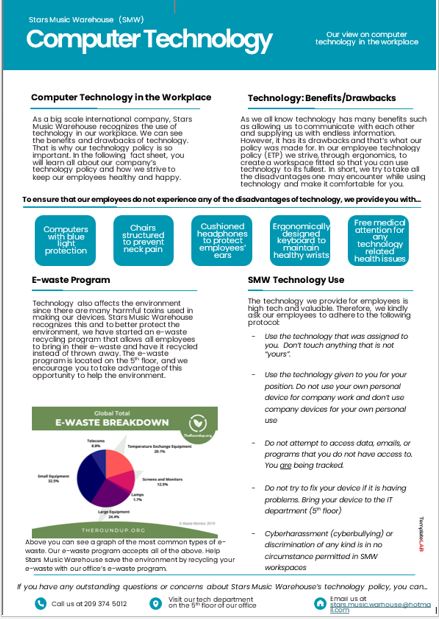 Stars Music Warehouse (SMW)
Computer Technology
Our view on computer
technology in the workplace
Computer Technology in the Workplace
As a big scale international company, Stars
Music Warehouse recognizes the use of
technology in our workplace. We can see
the benefits and drawbacks of technology.
That is why our technology policy is so
important. In the following fact sheet, you
will learn all about our company's
technology policy and how we strive to
keep our employees healthy and happy.
Technology: Benefits/Drawbacks
As we all know technology has many benefits such
as allowing us to communicate with each other
and supplying us with endless information.
However, it has its drawbacks and that's what our
policy was made for. In our employee technology
policy (ETP) we strive, through ergonomics, to
create a workspace fitted so that you can use
technology to its fullest. In short, we try to take all
the disadvantages one may encounter while using
technology and make it comfortable for you.
To ensure that our employees do not experience any of the disadvantages of technology, we provide you with...
Computers
with blue
light
protection
Chairs
structured
to prevent
neck pain
Cushioned
headphones
to protect
employees'
ears
Ergonomically
designed
keyboard to
maintain
healthy wrists
Free medical
attention for
any
technology
related
health issues
E-waste Program
Technology also affects the environment
since there are many harmful toxins used in
making our devices. Stars Music Warehouse
recognizes this and to better protect the
environment, we have started an e-waste
recycling program that allows all employees
to bring in their e-waste and have it recycled
instead of thrown away. The e-waste
program is located on the 5th floor, and we
encourage you to take advantage of this
opportunity to help the environment.
Global Total
E-WASTE BREAKDOWN
TheRoundup.org
Telecoms
Temperature Exchange Equipment
20.1%
Small Equipment
32.5%
Screens and Monitors
12.5%
Lamps
1.7%
Large Equipment
24.4%
THEROUNDUP.ORG
Above you can see a graph of the most common types of e-
waste. Our e-waste program accepts all of the above. Help
Stars Music Warehouse save the environment by recycling your
e-waste with our office's e-waste program.
SMW Technology Use
The technology we provide for employees is
high tech and valuable. Therefore, we kindly
ask our employees to adhere to the following
protocol:
- Use the technology that was assigned to
you. Don't touch anything that is not
"yours".
- Use the technology given to you for your
position. Do not use your own personal
device for company work and don't use
company devices for your own personal
use
- Do not attempt to access data, emails, or
programs that you do not have access to.
You are being tracked.
- Do not try to fix your device if it is having
problems. Bring your device to the IT
department (5th floor)
- Cyberharassment (cyberbullying) or
discrimination of any kind is in no
circumstance permitted in SMW
workspaces
TemplateLAB
If you have any outstanding questions or concerns about Stars Music Warehouse's technology policy, you can...
Call us at 209 374 5012
Visit our tech department
on the 5th floor of our office
Email us at
stars.music.warhouse@hotma
il.com